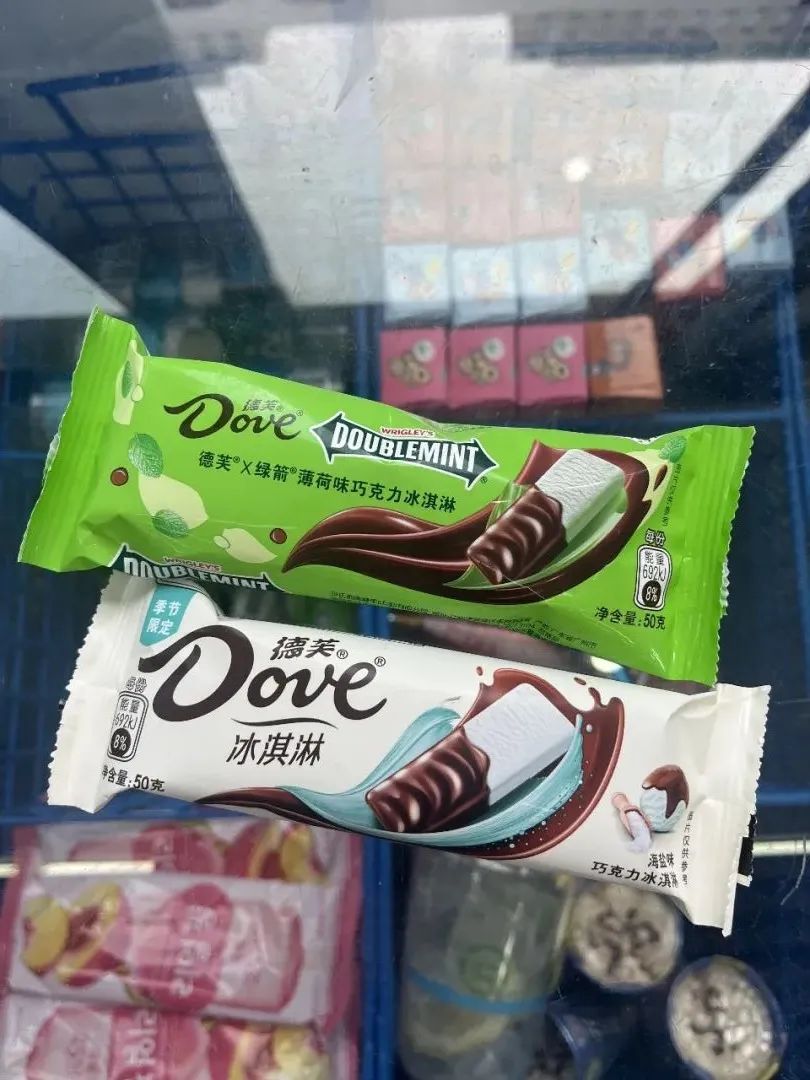 德芙®
Dove®
WRIGLEY'S
DOUBLEMINT®
德芙®X绿箭®薄荷味巧克力冰淇淋
每份
能量
692kJ
8%
净含量:50克
WRIGLEY'S
DOUBLEMINT
季节
限定
德芙®
Dove®
冰淇淋
每份
能量
692kJ
8%
净含量:50克
海盐味
巧克力冰淇淋